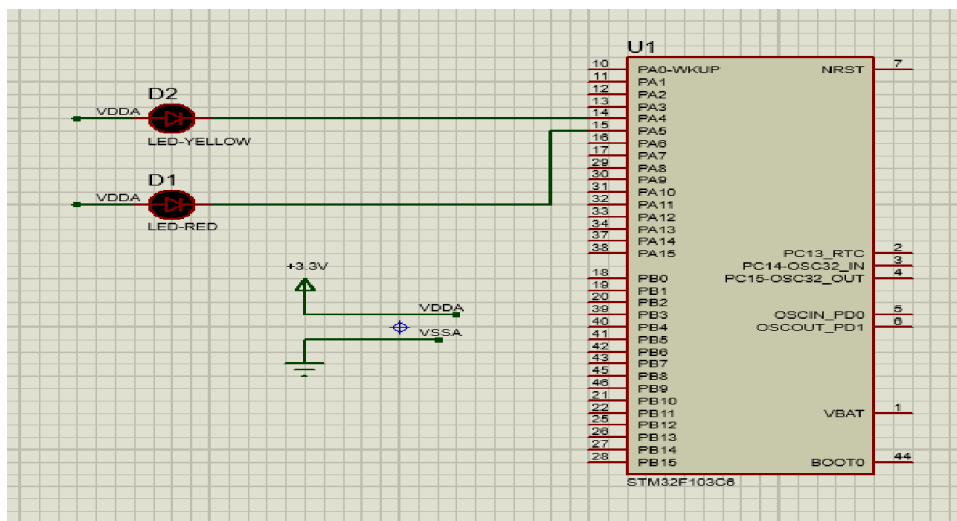 U1
10 PA0-WKUP NRST 7
11 PA1
12 PA2
13 PA3
14 PA4
15 PA5
16 PA6
17 PA7
29 PA8
30 PA9
31 PA10
32 PA11
33 PA12
34 PA13
37 PA14
38 PA15
PC13_RTC 2
PC14-OSC32_IN 3
18 PB0 PC15-OSC32_OUT 4
19 PB1
20 PB2
39 PB3 OSCIN_PD0 5
40 PB4 OSCOUT_PD1 6
41 PB5
42 PB6
43 PB7
45 PB8
46 PB9
21 PB10
22 PB11 VBAT 1
25 PB12
26 PB13
27 PB14
28 PB15 BOOT0 44
STM32F103C6
D2
VDDA
LED-YELLOW
D1
VDDA
LED-RED
+3.3V
VDDA
VSSA